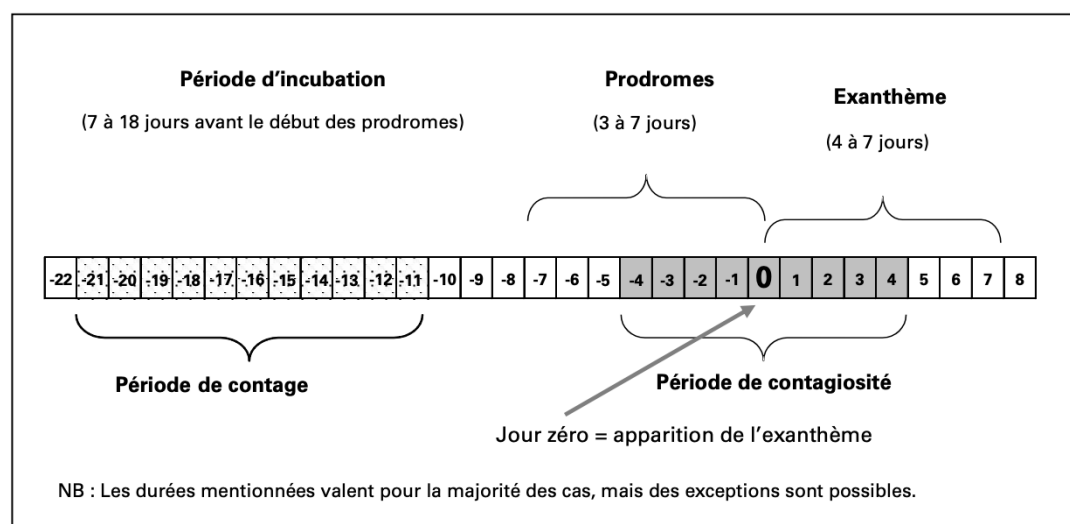 Période d'incubation
(7 à 18 jours avant le début des prodromes)
Prodromes
(3 à 7 jours)
Exanthème
(4 à 7 jours)
-22 -21 -20 -19 -18 -17 -16 -15 -14 -13 -12 -11 -10 -9 -8 -7 -6 -5 -4 -3 -2 -1 0 1 2 3 4 5 6 7 8
Période de contage
Période de contagiosité
Jour zéro = apparition de l'exanthème
NB : Les durées mentionnées valent pour la majorité des cas, mais des exceptions sont possibles.